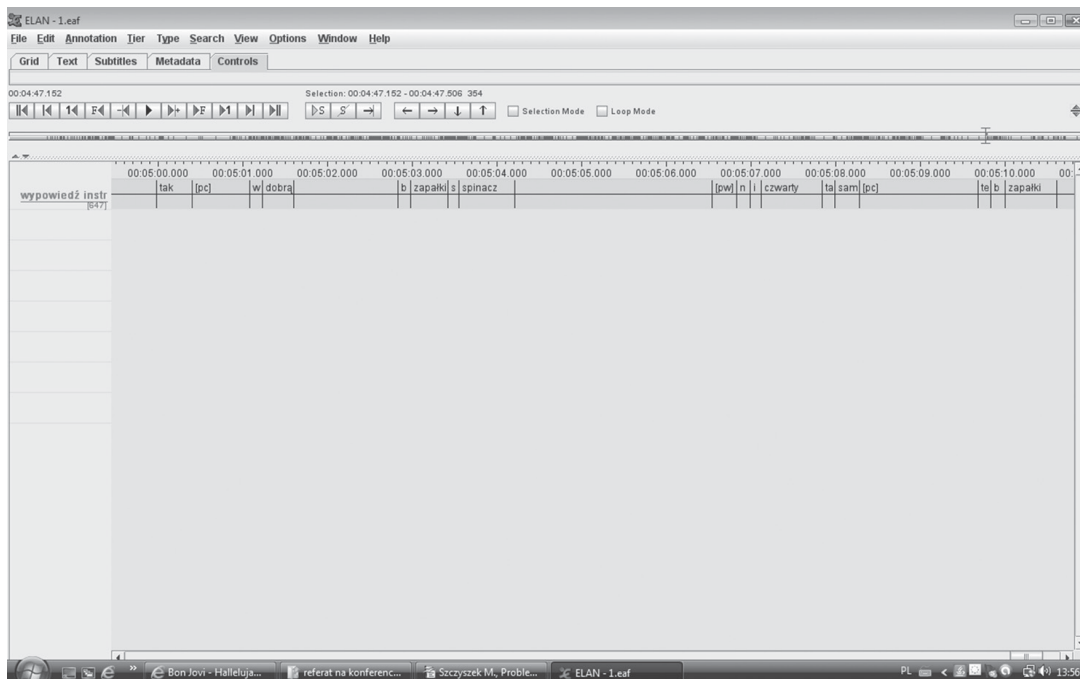 ELAN - 1.eaf
File Edit Annotation Tier Type Search View Options Window Help
Grid Text Subtitles Metadata Controls
00:04:47.152 Selection: 00:04:47.152 - 00:04:47.506 354
1 F - + F 1 S S Selection Mode Loop Mode
00:05:00.000 00:05:01.000 00:05:02.000 00:05:03.000 00:05:04.000 00:05:05.000 00:05:06.000 00:05:07.000 00:05:08.000 00:05:09.000 00:05:10.000 00:
wypowiedź instr tak [pc] w dobrą b zapałki s spinacz [pw] n i czwarty ta sam [pc] te b zapałki
[647]
» Bon Jovi - Halleluja... referat na konferenc... Szczyszek M., Proble... ELAN - 1.eaf PL < 13:56